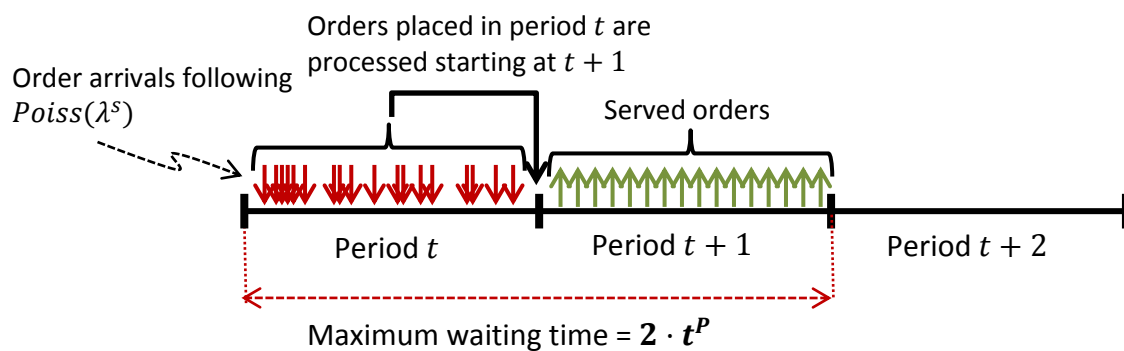 Orders placed in period t are
processed starting at t + 1
Order arrivals following
Poiss(λˢ)
Served orders
Period t
Period t + 1
Period t + 2
Maximum waiting time = 2 · tᴾ